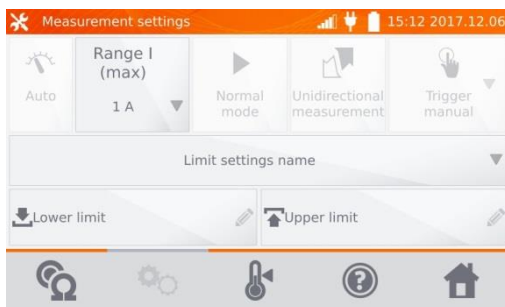 Measurement settings
15:12 2017.12.06
Auto
Range I
(max)
1 A
Normal
mode
Unidirectional
measurement
Trigger
manual
Limit settings name
Lower limit
Upper limit